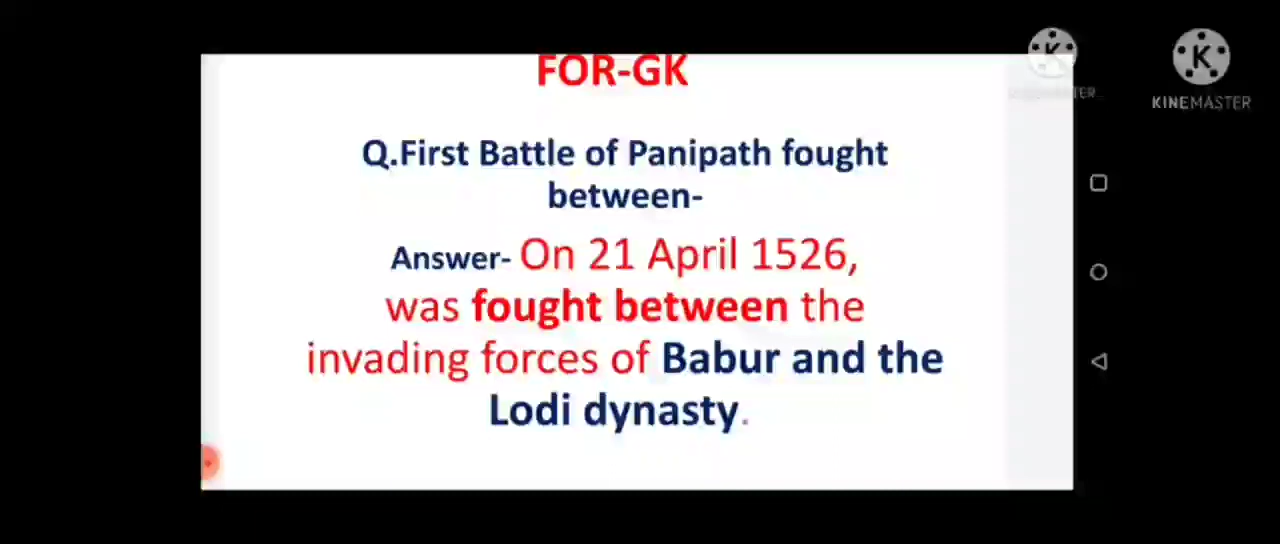 FOR-GK
Q.First Battle of Panipath fought
between-
Answer- On 21 April 1526,
was fought between the
invading forces of Babur and the
Lodi dynasty.
KINEMASTER